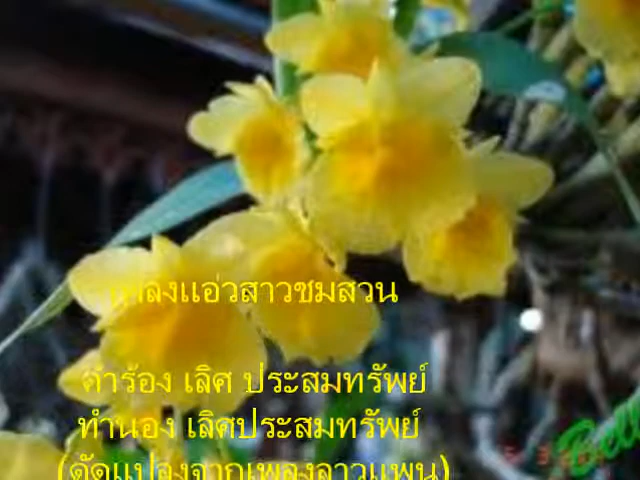 เพลงแอ่วสาวชมสวน
คำร้อง เลิศ ประสมทรัพย์
ทำนอง เลิศประสมทรัพย์
(ดัดแปลงจากเพลงลาวแพน)
Bell